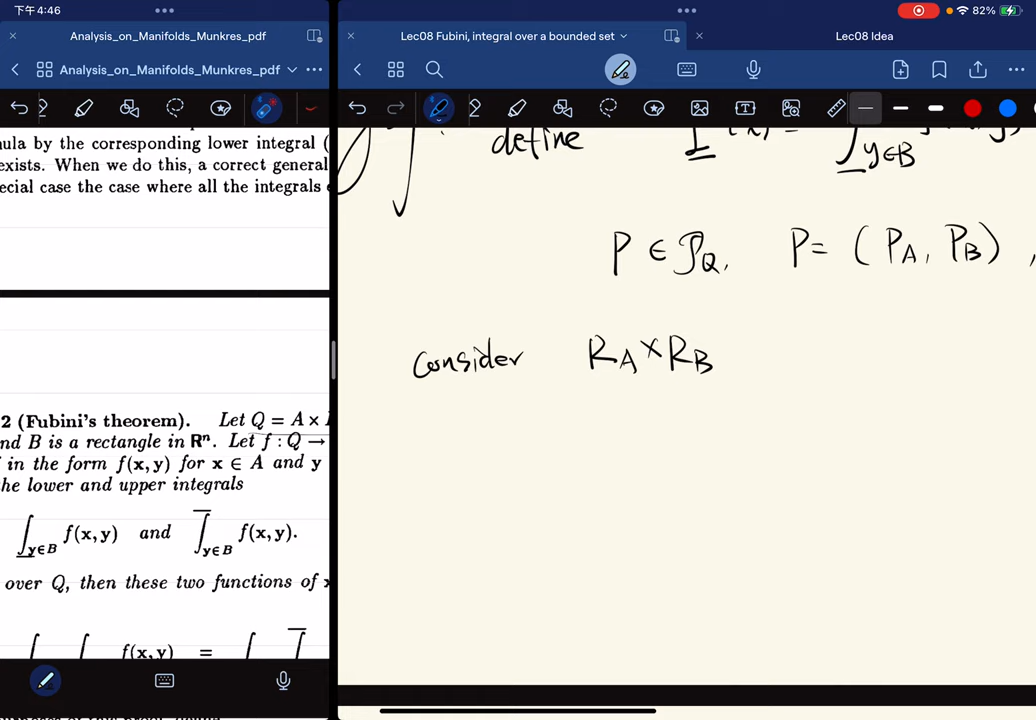 下午4:46
82%
Analysis_on_Manifolds_Munkres_pdf
Lec08 Fubini, integral over a bounded set
Lec08 Idea
Analysis_on_Manifolds_Munkres_pdf
ula by the corresponding lower integral (
exists. When we do this, a correct general
ecial case the case where all the integrals
2 (Fubini's theorem). Let Q = A ×
nd B is a rectangle in Rⁿ. Let f : Q →
f in the form f(x,y) for x ∈ A and y
the lower and upper integrals
∫y∈B f(x,y) and ∫y∈B f(x,y).
over Q, then these two functions of x
∫ ∫ f(x,y) = ∫ ∫
define I (x) = ∫y∈B
P ∈ 𝒫Q, P = (PA, PB),
Consider RA × RB